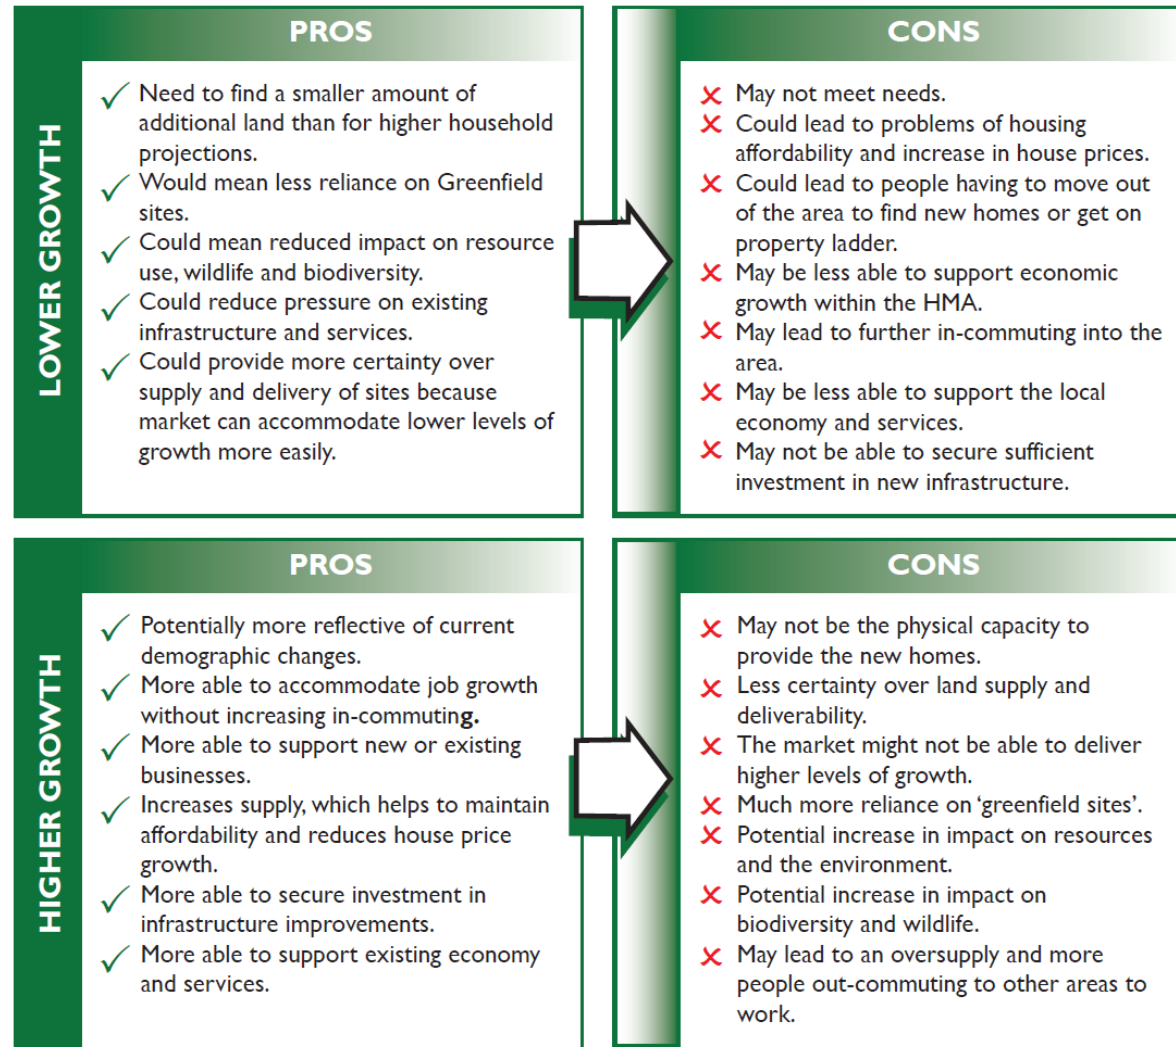 LOWER GROWTH
PROS
Need to find a smaller amount of
additional land than for higher household
projections.
Would mean less reliance on Greenfield
sites.
Could mean reduced impact on resource
use, wildlife and biodiversity.
Could reduce pressure on existing
infrastructure and services.
Could provide more certainty over
supply and delivery of sites because
market can accommodate lower levels of
growth more easily.
CONS
May not meet needs.
Could lead to problems of housing
affordability and increase in house prices.
Could lead to people having to move out
of the area to find new homes or get on
property ladder.
May be less able to support economic
growth within the HMA.
May lead to further in-commuting into the
area.
May be less able to support the local
economy and services.
May not be able to secure sufficient
investment in new infrastructure.
HIGHER GROWTH
PROS
Potentially more reflective of current
demographic changes.
More able to accommodate job growth
without increasing in-commuting.
More able to support new or existing
businesses.
Increases supply, which helps to maintain
affordability and reduces house price
growth.
More able to secure investment in
infrastructure improvements.
More able to support existing economy
and services.
CONS
May not be the physical capacity to
provide the new homes.
Less certainty over land supply and
deliverability.
The market might not be able to deliver
higher levels of growth.
Much more reliance on ‘greenfield sites’.
Potential increase in impact on resources
and the environment.
Potential increase in impact on
biodiversity and wildlife.
May lead to an oversupply and more
people out-commuting to other areas to
work.